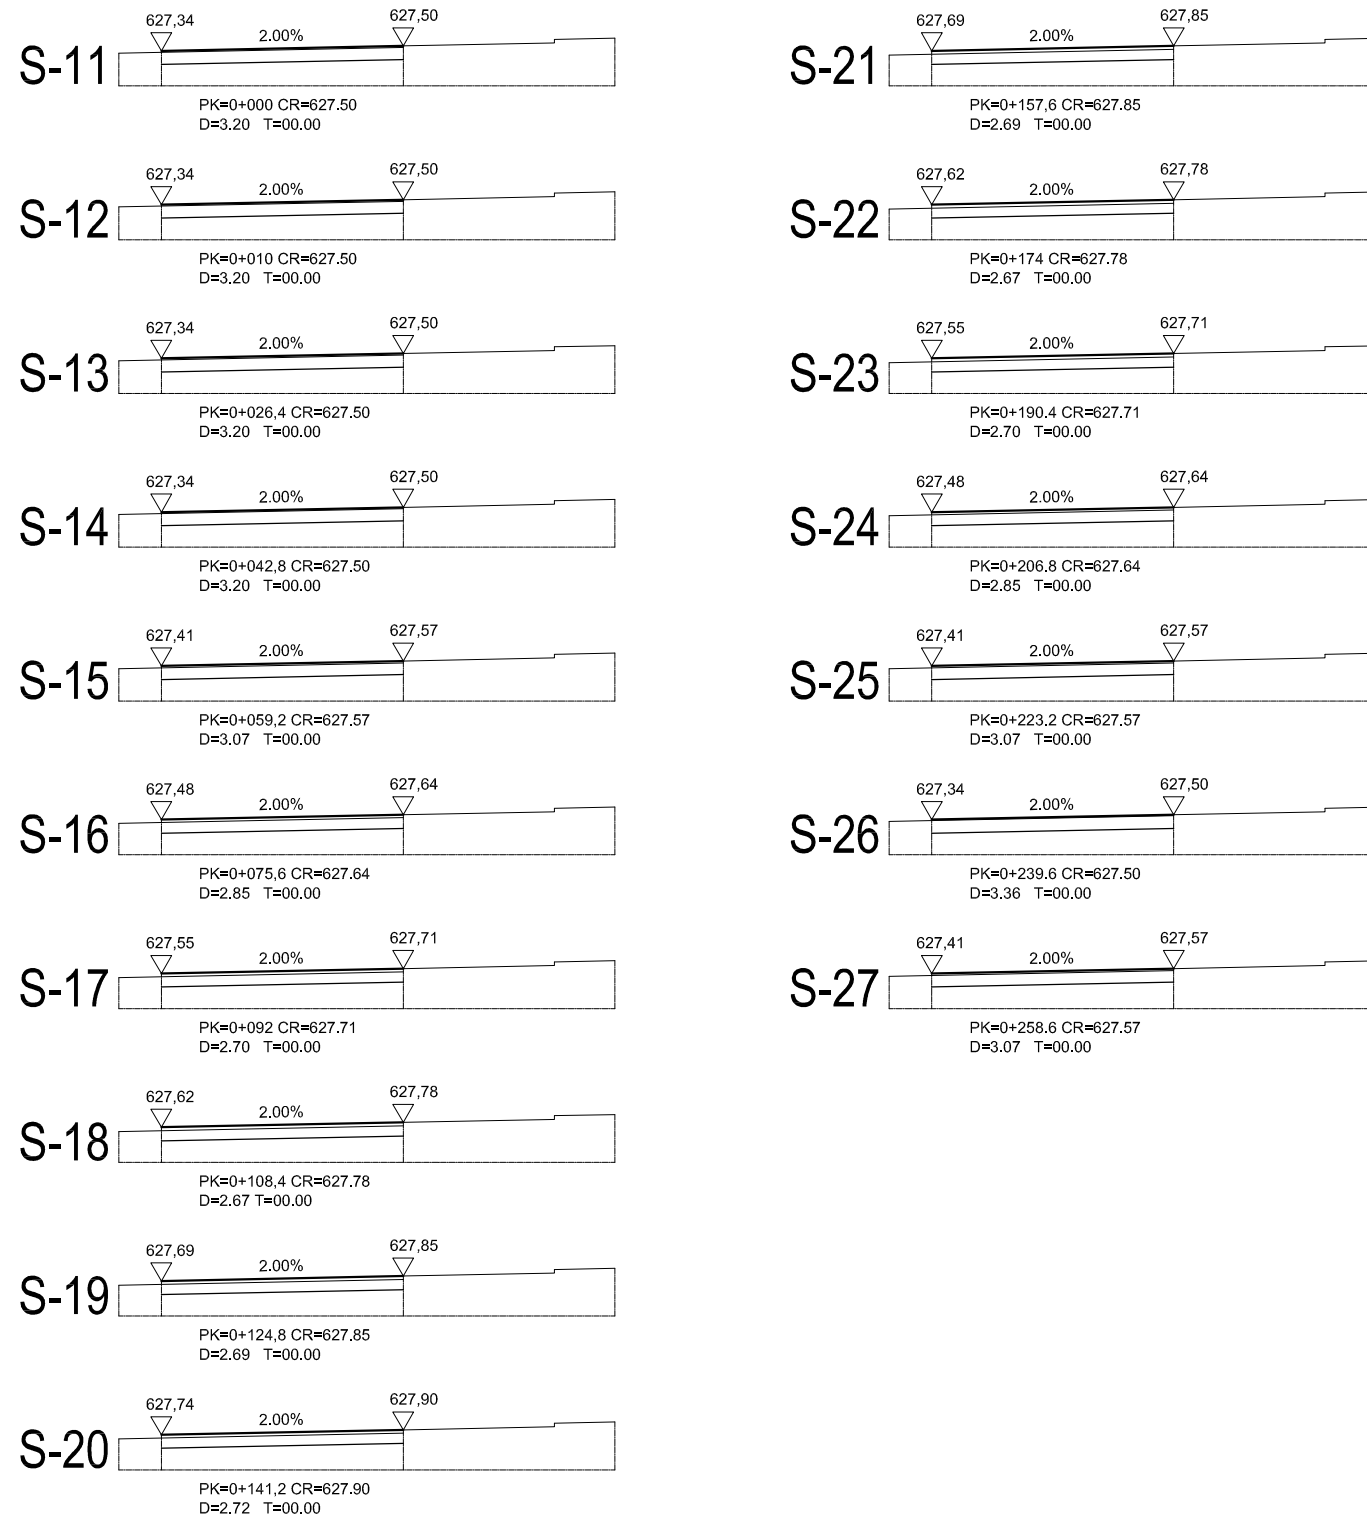 627,34
627,50
2.00%
S-11
PK=0+000 CR=627.50
D=3.20 T=00.00
627,34
627,50
2.00%
S-12
PK=0+010 CR=627.50
D=3.20 T=00.00
627,34
627,50
2.00%
S-13
PK=0+026,4 CR=627.50
D=3.20 T=00.00
627,34
627,50
2.00%
S-14
PK=0+042,8 CR=627.50
D=3.20 T=00.00
627,41
627,57
2.00%
S-15
PK=0+059,2 CR=627.57
D=3.07 T=00.00
627,48
627,64
2.00%
S-16
PK=0+075,6 CR=627.64
D=2.85 T=00.00
627,55
627,71
2.00%
S-17
PK=0+092 CR=627.71
D=2.70 T=00.00
627,62
627,78
2.00%
S-18
PK=0+108,4 CR=627.78
D=2.67 T=00.00
627,69
627,85
2.00%
S-19
PK=0+124,8 CR=627.85
D=2.69 T=00.00
627,74
627,90
2.00%
S-20
PK=0+141,2 CR=627.90
D=2.72 T=00.00
627,69
627,85
2.00%
S-21
PK=0+157,6 CR=627.85
D=2.69 T=00.00
627,62
627,78
2.00%
S-22
PK=0+174 CR=627.78
D=2.67 T=00.00
627,55
627,71
2.00%
S-23
PK=0+190.4 CR=627.71
D=2.70 T=00.00
627,48
627,64
2.00%
S-24
PK=0+206.8 CR=627.64
D=2.85 T=00.00
627,41
627,57
2.00%
S-25
PK=0+223.2 CR=627.57
D=3.07 T=00.00
627,34
627,50
2.00%
S-26
PK=0+239.6 CR=627.50
D=3.36 T=00.00
627,41
627,57
2.00%
S-27
PK=0+258.6 CR=627.57
D=3.07 T=00.00